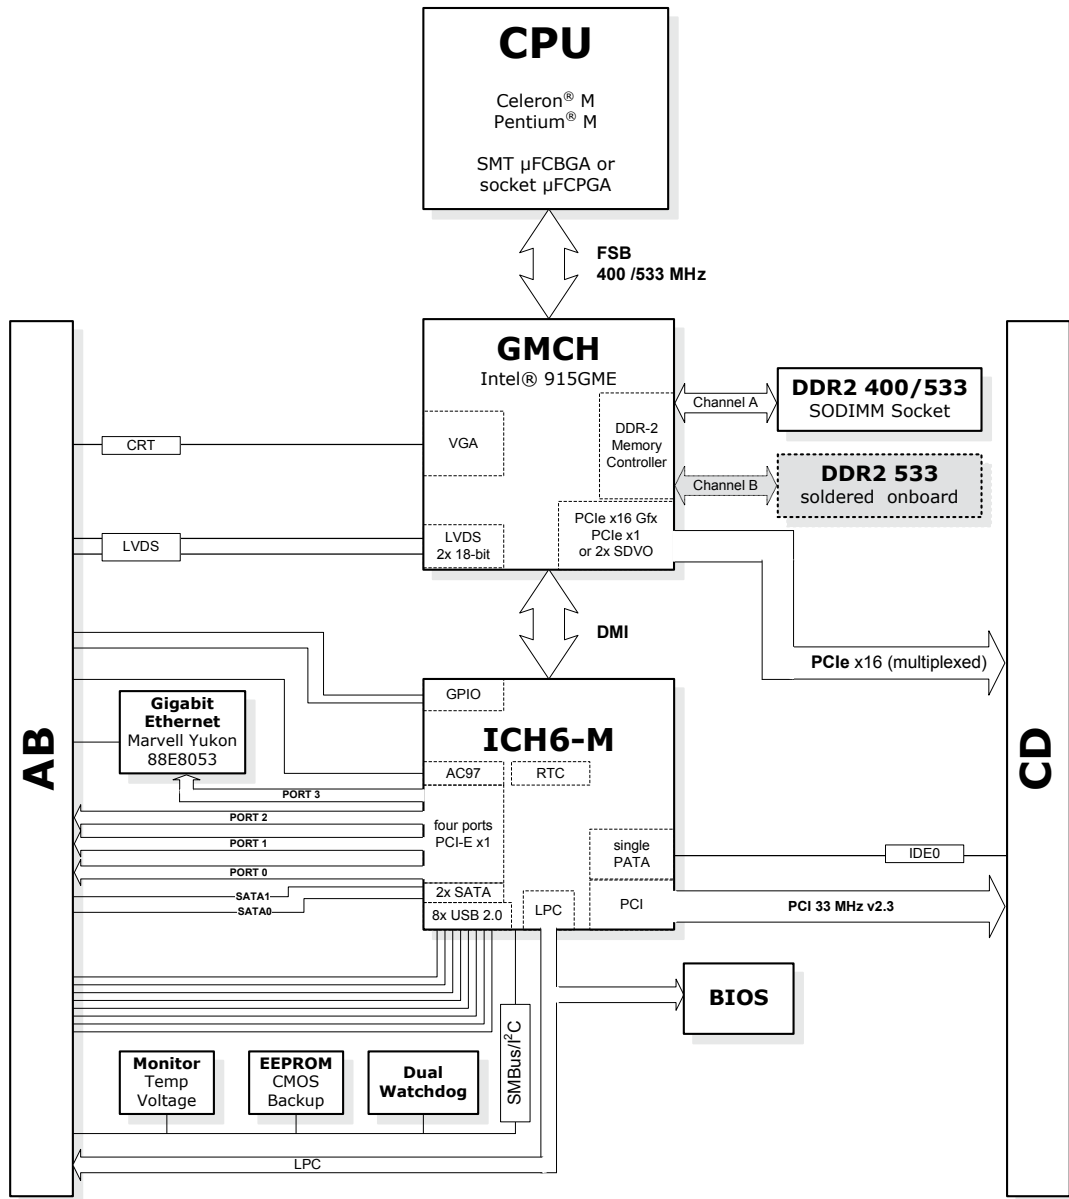 CPU
Celeron® M
Pentium® M
SMT µFCBGA or
socket µFCPGA
FSB
400 /533 MHz
GMCH
Intel® 915GME
VGA
DDR-2
Memory
Controller
LVDS
2x 18-bit
PCIe x16 Gfx
PCIe x1
or 2x SDVO
Channel A
DDR2 400/533
SODIMM Socket
Channel B
DDR2 533
soldered onboard
CRT
LVDS
DMI
PCIe x16 (multiplexed)
AB
CD
GPIO
ICH6-M
Gigabit
Ethernet
Marvell Yukon
88E8053
AC97
RTC
PORT 3
PORT 2
PORT 1
PORT 0
four ports
PCI-E x1
single
PATA
IDE0
SATA1
SATA0
2x SATA
8x USB 2.0
LPC
PCI
PCI 33 MHz v2.3
BIOS
SMBus/I²C
Monitor
Temp
Voltage
EEPROM
CMOS
Backup
Dual
Watchdog
LPC